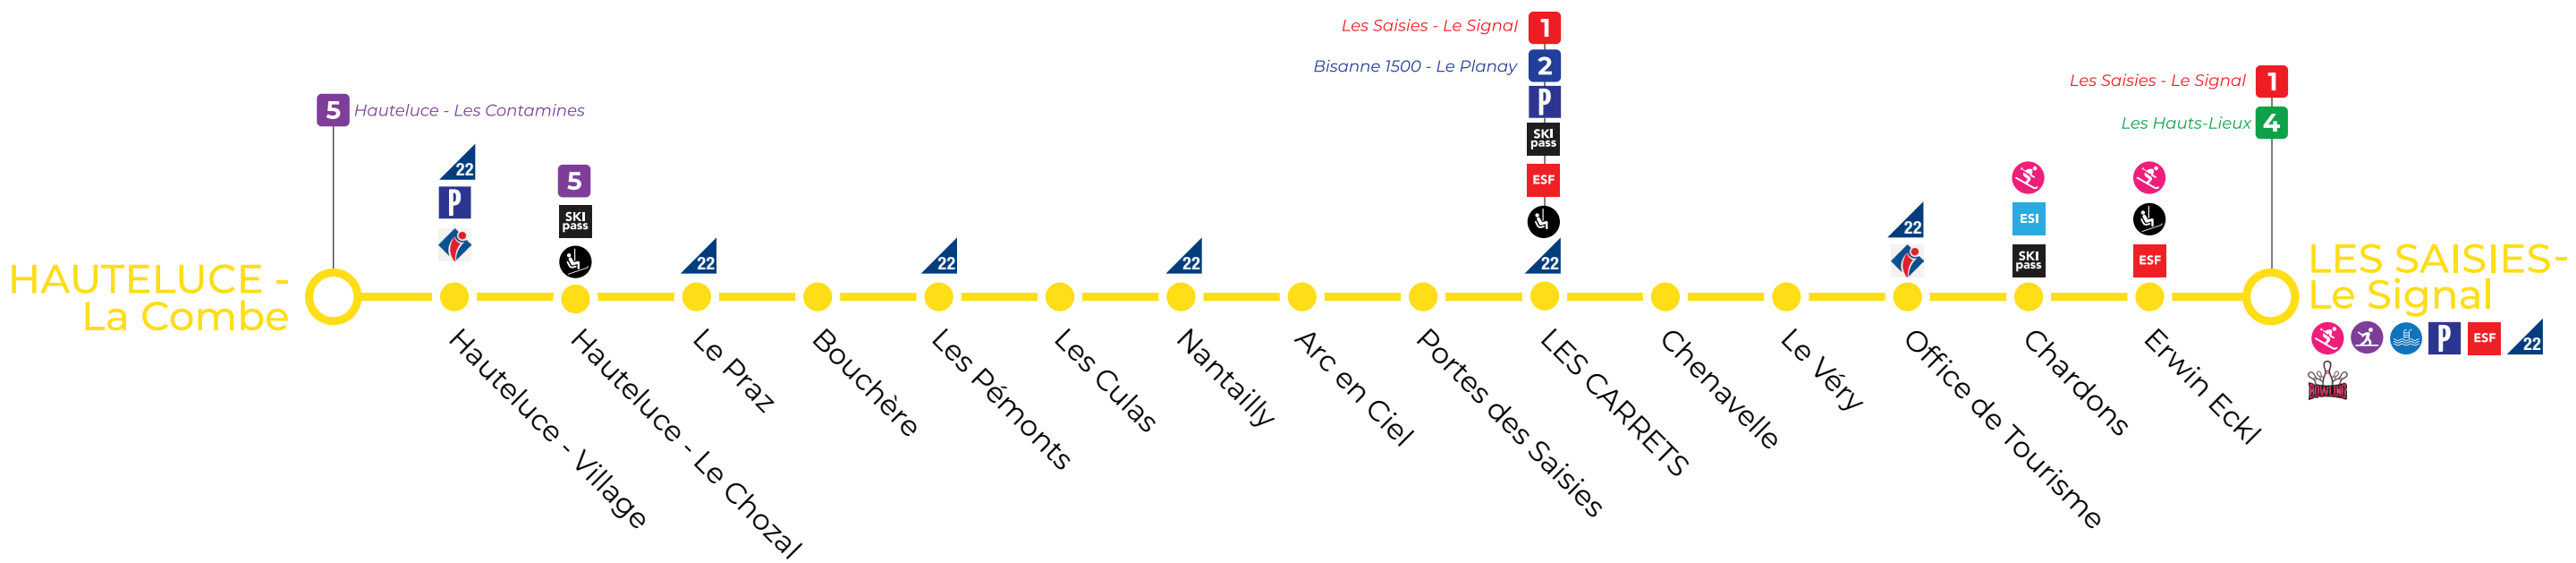 HAUTELUCE -
La Combe
5
Hauteluce - Les Contamines
22
P
Hauteluce - Village
5
SKI
pass
Hauteluce - Le Chozal
22
Le Praz
Bouchère
22
Les Pémonts
Les Culas
22
Nantailly
Arc en Ciel
Portes des Saisies
Les Saisies - Le Signal
1
Bisanne 1500 - Le Planay
2
P
SKI
pass
ESF
22
LES CARRETS
Chenavelle
Le Véry
22
Office de Tourisme
ESI
SKI
pass
Chardons
ESF
Erwin Eckl
Les Saisies - Le Signal
1
Les Hauts-Lieux
4
LES SAISIES-
Le Signal
P
ESF
22
BOWLING